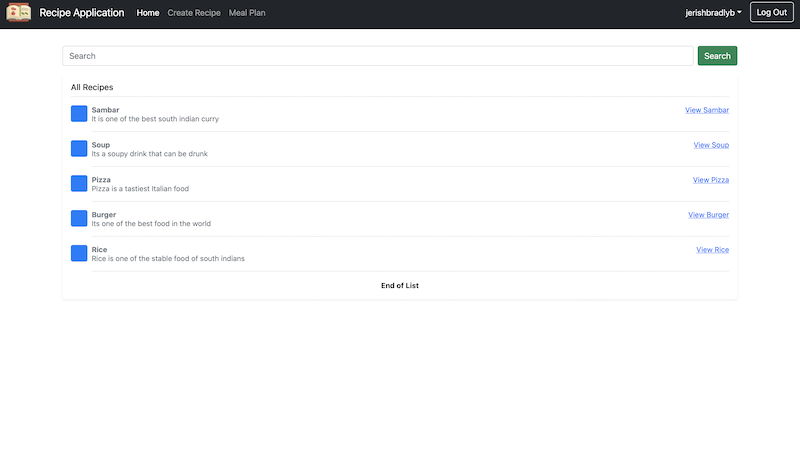 Recipe Application Home Create Recipe Meal Plan jerishbradlyb Log Out
Search Search
All Recipes
Sambar View Sambar
It is one of the best south indian curry
Soup View Soup
Its a soupy drink that can be drunk
Pizza View Pizza
Pizza is a tastiest Italian food
Burger View Burger
Its one of the best food in the world
Rice View Rice
Rice is one of the stable food of south indians
End of List